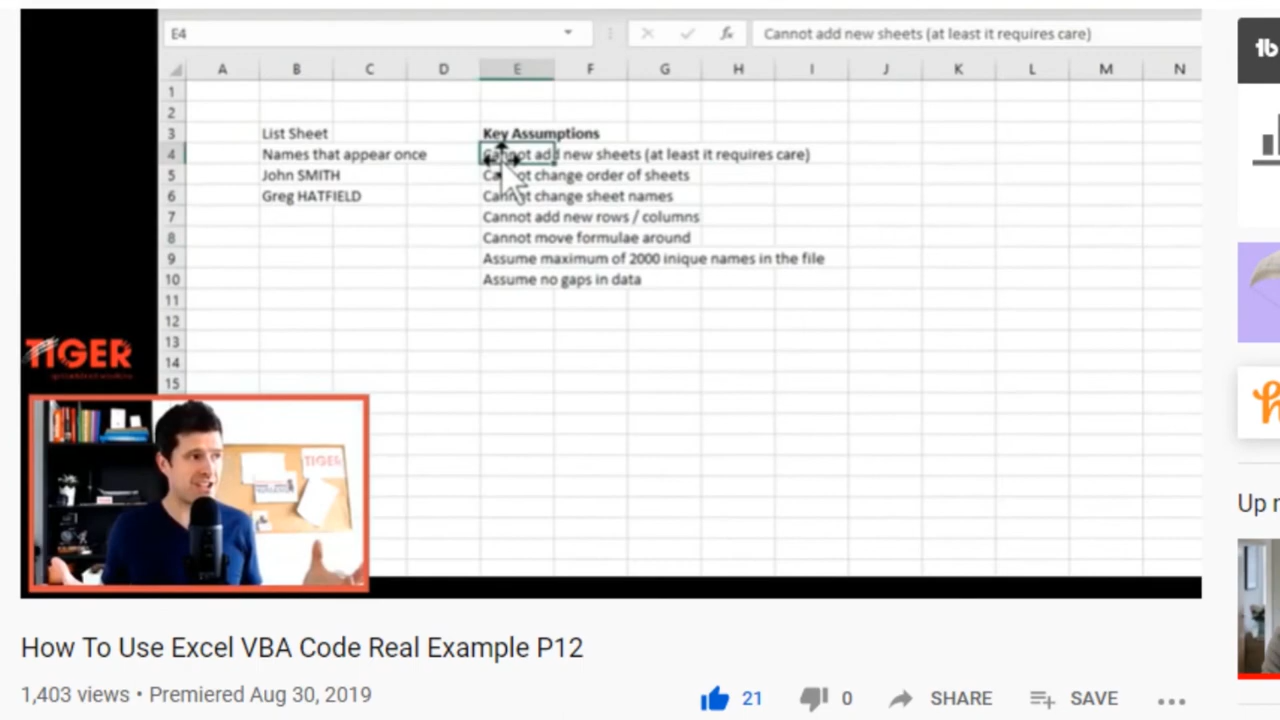 E4
Cannot add new sheets (at least it requires care)
A B C D E F G H I J K L M N
1
2
3 List Sheet Key Assumptions
4 Names that appear once Cannot add new sheets (at least it requires care)
5 John SMITH Cannot change order of sheets
6 Greg HATFIELD Cannot change sheet names
7 Cannot add new rows / columns
8 Cannot move formulae around
9 Assume maximum of 2000 inique names in the file
10 Assume no gaps in data
11
12
13
14
15
TIGER
TIGER
tb
Up
How To Use Excel VBA Code Real Example P12
1,403 views • Premiered Aug 30, 2019
21 0 SHARE SAVE